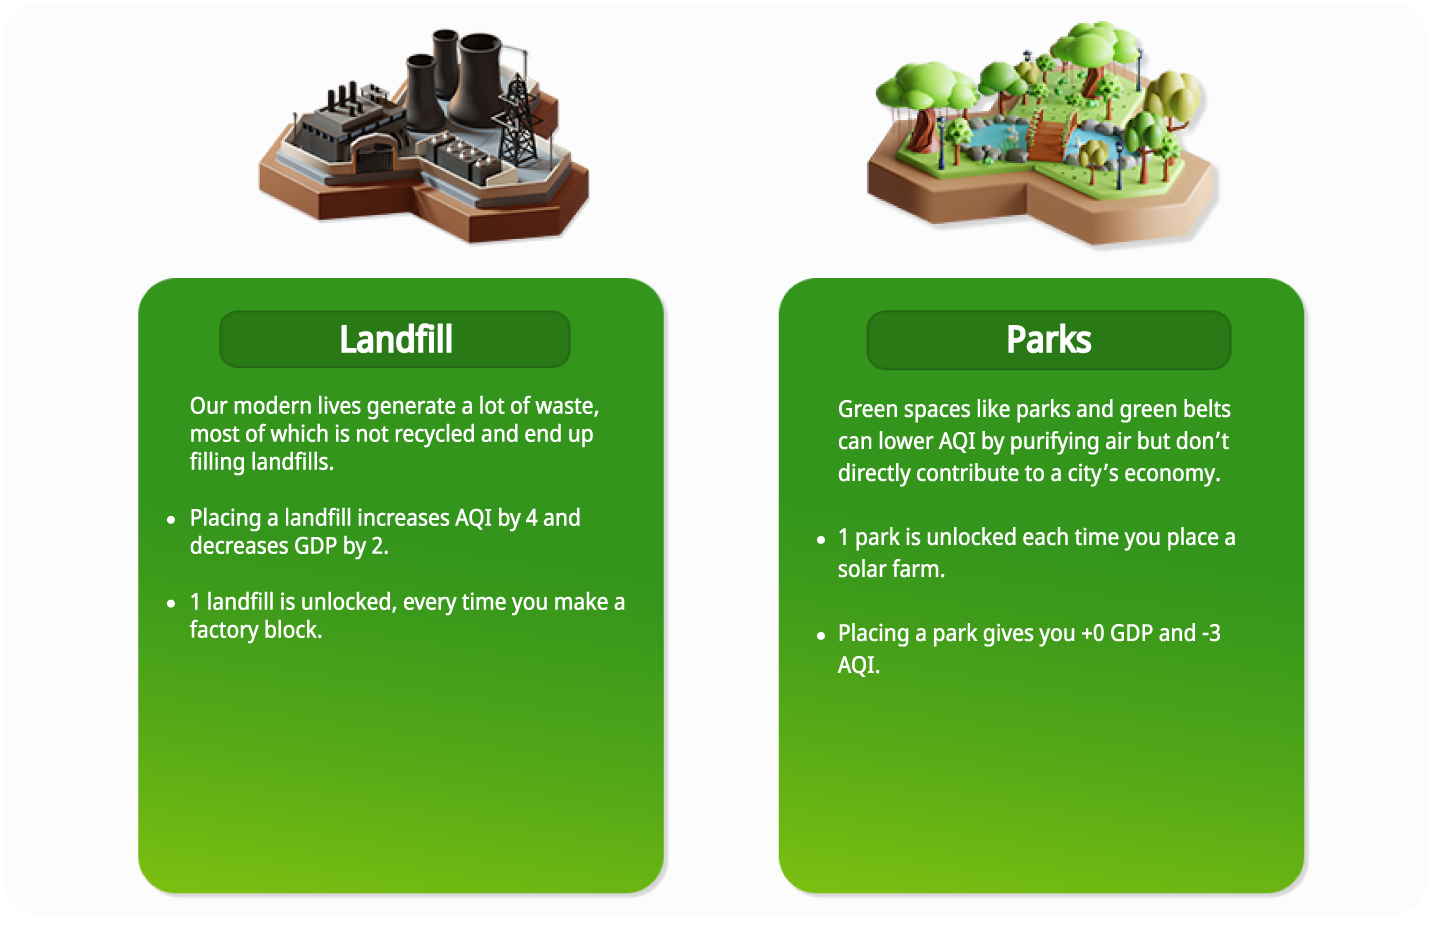 Landfill
Our modern lives generate a lot of waste,
most of which is not recycled and end up
filling landfills.
• Placing a landfill increases AQI by 4 and
decreases GDP by 2.
• 1 landfill is unlocked, every time you make a
factory block.
Parks
Green spaces like parks and green belts
can lower AQI by purifying air but don’t
directly contribute to a city’s economy.
• 1 park is unlocked each time you place a
solar farm.
• Placing a park gives you +0 GDP and -3
AQI.